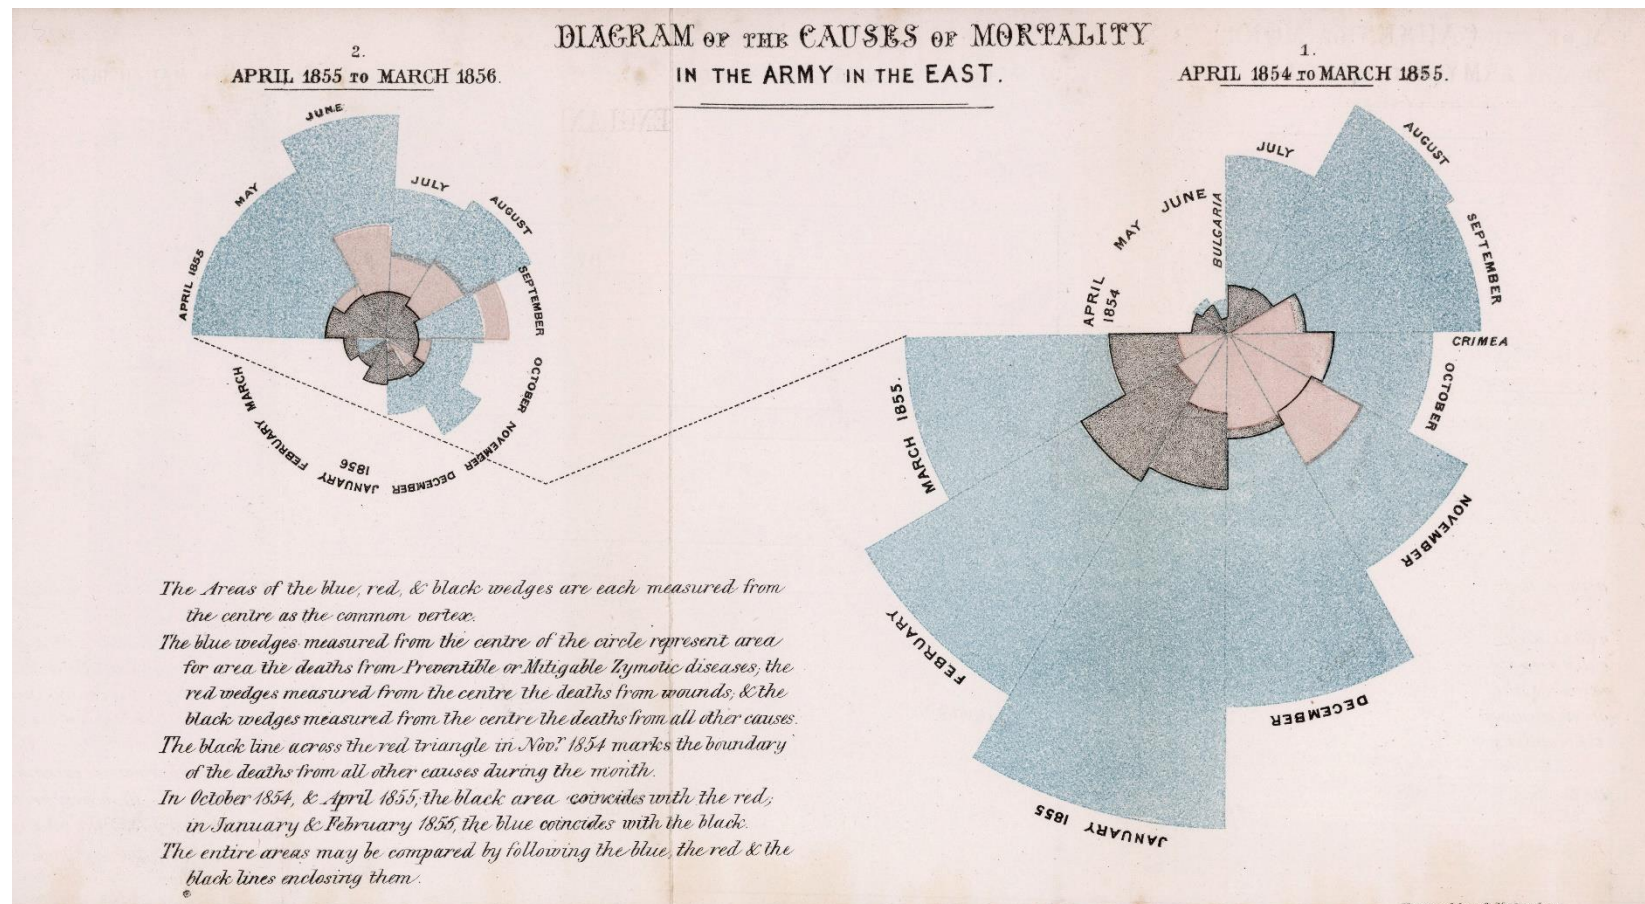 DIAGRAM OF THE CAUSES OF MORTALITY
IN THE ARMY IN THE EAST.
2.
APRIL 1855 TO MARCH 1856.
JUNE
JULY
MAY
AUGUST
APRIL 1855
SEPTEMBER
OCTOBER
NOVEMBER
DECEMBER
JANUARY
1856
FEBRUARY
MARCH
1.
APRIL 1854 TO MARCH 1855.
JULY
AUGUST
JUNE
BULGARIA
MAY
SEPTEMBER
APRIL
1854
CRIMEA
OCTOBER
NOVEMBER
DECEMBER
JANUARY 1855
FEBRUARY
MARCH 1855.
The Areas of the blue, red, & black wedges are each measured from
the centre as the common vertex.
The blue wedges measured from the centre of the circle represent area
for area the deaths from Preventible or Mitigable Zymotic diseases; the
red wedges measured from the centre the deaths from wounds; & the
black wedges measured from the centre the deaths from all other causes.
The black line across the red triangle in Novr. 1854 marks the boundary
of the deaths from all other causes during the month.
In October 1854, & April 1855, the black area coincides with the red;
in January & February 1856, the blue coincides with the black.
The entire areas may be compared by following the blue, the red & the
black lines enclosing them.